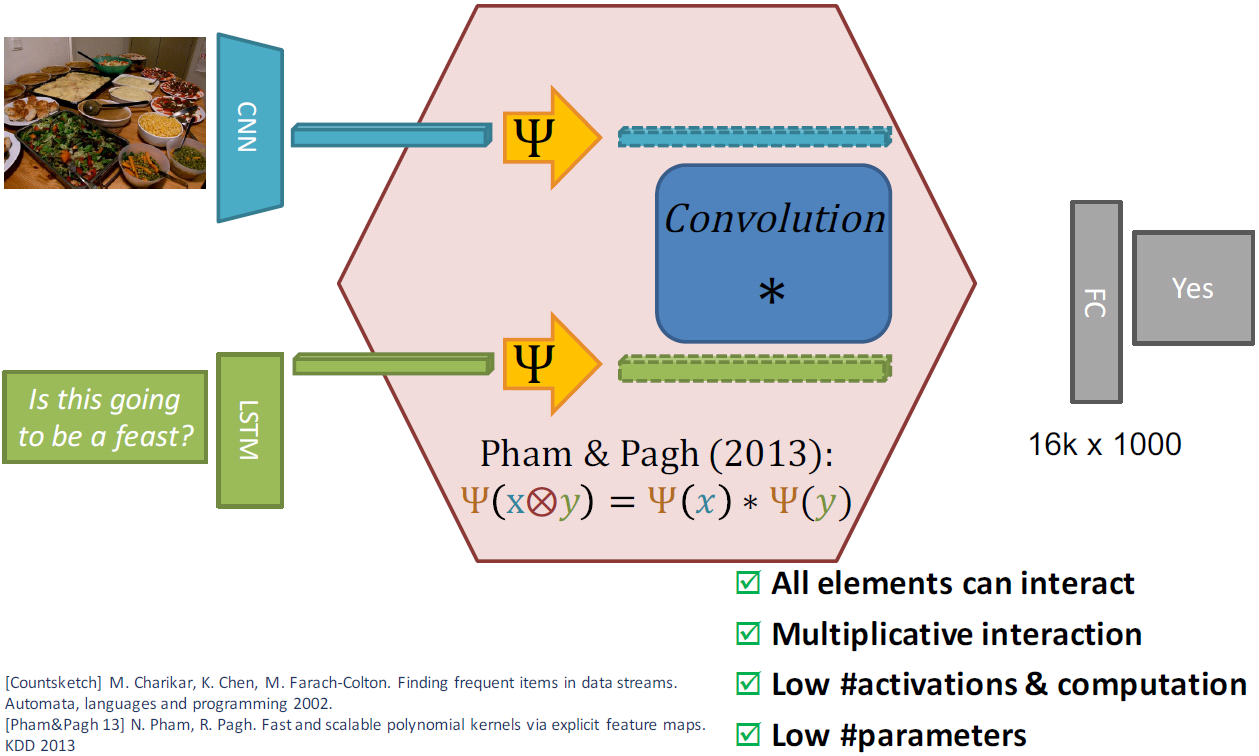 CNN
Ψ
Convolution
*
FC
Yes
Is this going
to be a feast?
LSTM
Ψ
16k x 1000
Pham & Pagh (2013):
Ψ(x⊗y) = Ψ(x) ∗ Ψ(y)
☑ All elements can interact
☑ Multiplicative interaction
☑ Low #activations & computation
☑ Low #parameters
[Countsketch] M. Charikar, K. Chen, M. Farach-Colton. Finding frequent items in data streams.
Automata, languages and programming 2002.
[Pham&Pagh 13] N. Pham, R. Pagh. Fast and scalable polynomial kernels via explicit feature maps.
KDD 2013